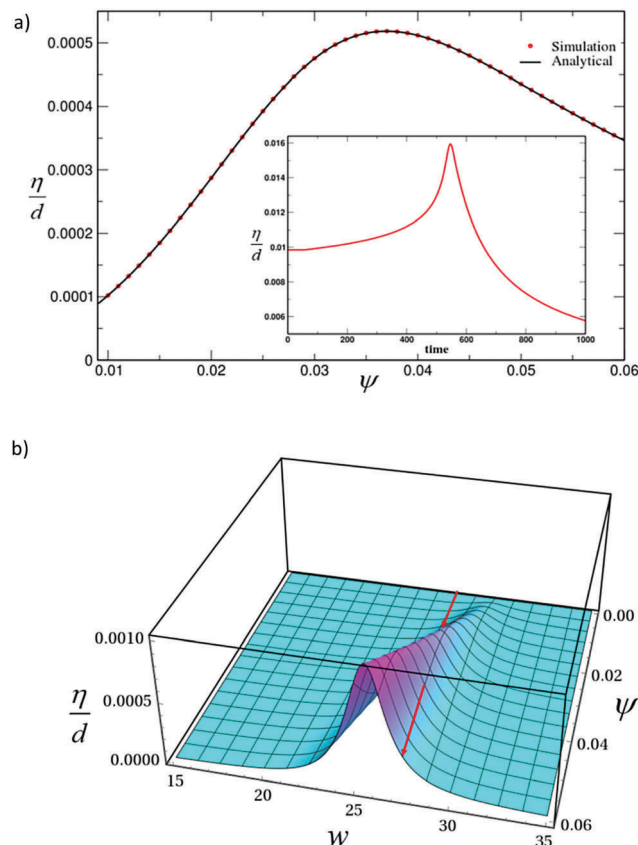 a)
0.0005
0.0004
0.0003
0.0002
0.0001
0
η/d
Simulation
Analytical
0.016
0.014
0.012
0.01
0.008
0.006
η/d
0 200 400 600 800 1000
time
0.01 0.02 0.03 0.04 0.05 0.06
ψ
b)
0.0010
0.0005
0.0000
η/d
15 20 25 30 35
w
0.00
0.02
0.04
0.06
ψ